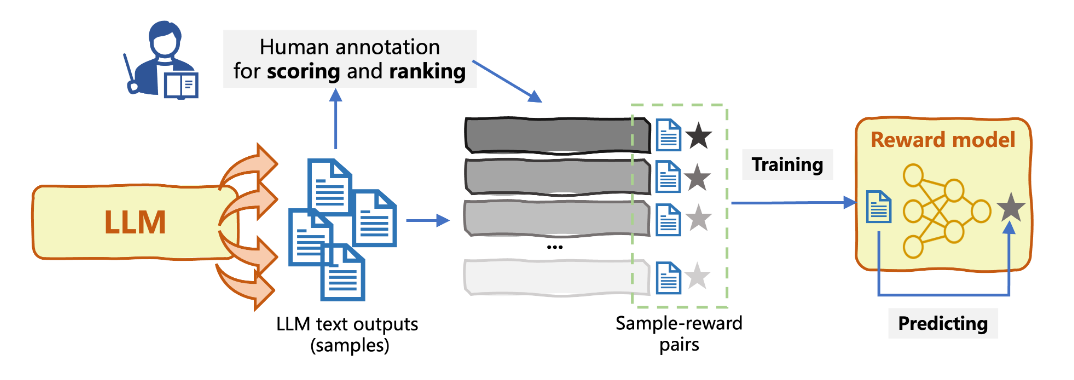 Human annotation
for scoring and ranking
LLM
LLM text outputs
(samples)
...
Sample-reward
pairs
Training
Reward model
Predicting